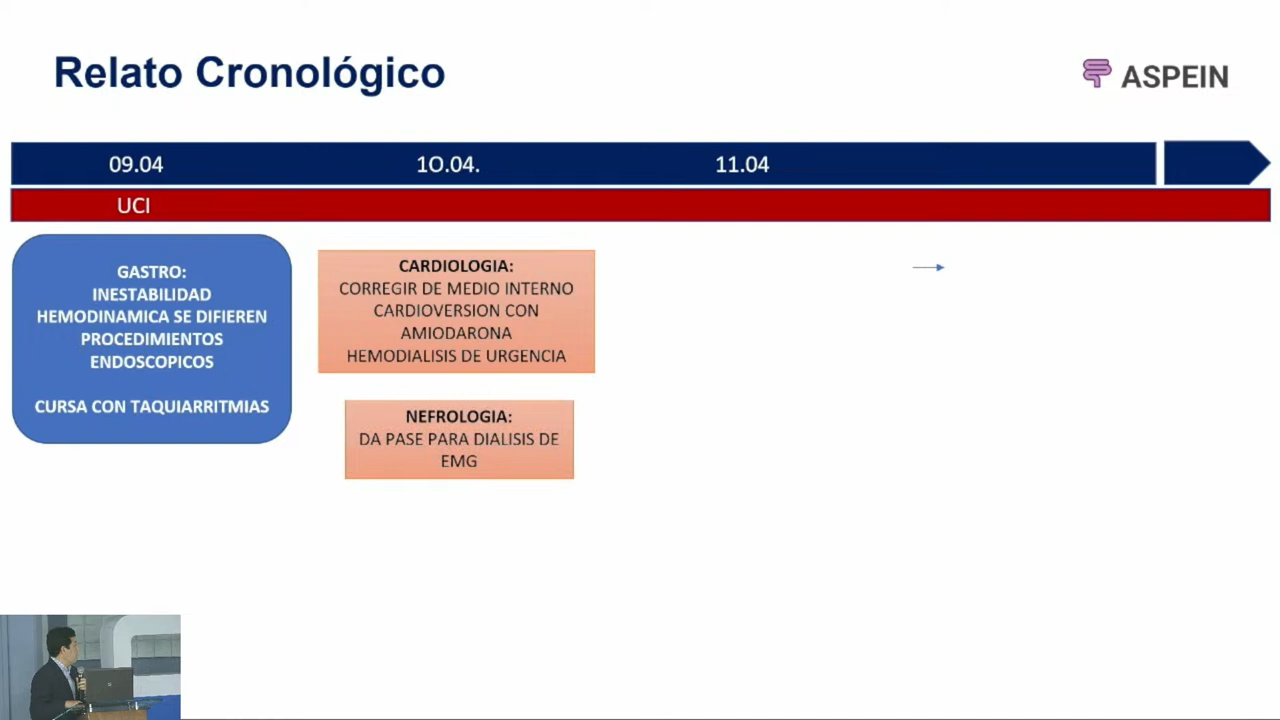 Relato Cronológico
ASPEIN
09.04
1O.04.
11.04
UCI
GASTRO:
INESTABILIDAD
HEMODINAMICA SE DIFIEREN
PROCEDIMIENTOS
ENDOSCOPICOS
CURSA CON TAQUIARRITMIAS
CARDIOLOGIA:
CORREGIR DE MEDIO INTERNO
CARDIOVERSION CON
AMIODARONA
HEMODIALISIS DE URGENCIA
NEFROLOGIA:
DA PASE PARA DIALISIS DE
EMG